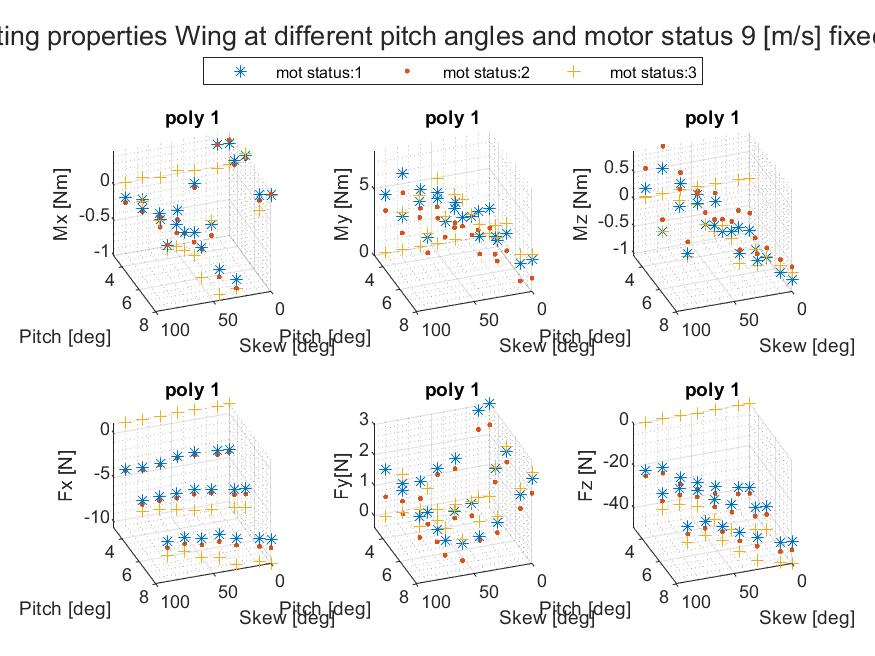 ting properties Wing at different pitch angles and motor status 9 [m/s] fixe
mot status:1 mot status:2 mot status:3
poly 1
Mx [Nm]
0
-0.5
-1
4
6
8
100
50
0
Pitch [deg]
Skew [deg]
poly 1
My [Nm]
5
0
4
6
8
100
50
0
Pitch [deg]
Skew [deg]
poly 1
Mz [Nm]
0.5
0
-0.5
-1
4
6
8
100
50
0
Pitch [deg]
Skew [deg]
poly 1
Fx [N]
0
-5
-10
4
6
8
100
50
0
Pitch [deg]
Skew [deg]
poly 1
Fy[N]
3
2
1
0
4
6
8
100
50
0
Pitch [deg]
Skew [deg]
poly 1
Fz [N]
0
-20
-40
4
6
8
100
50
0
Pitch [deg]
Skew [deg]